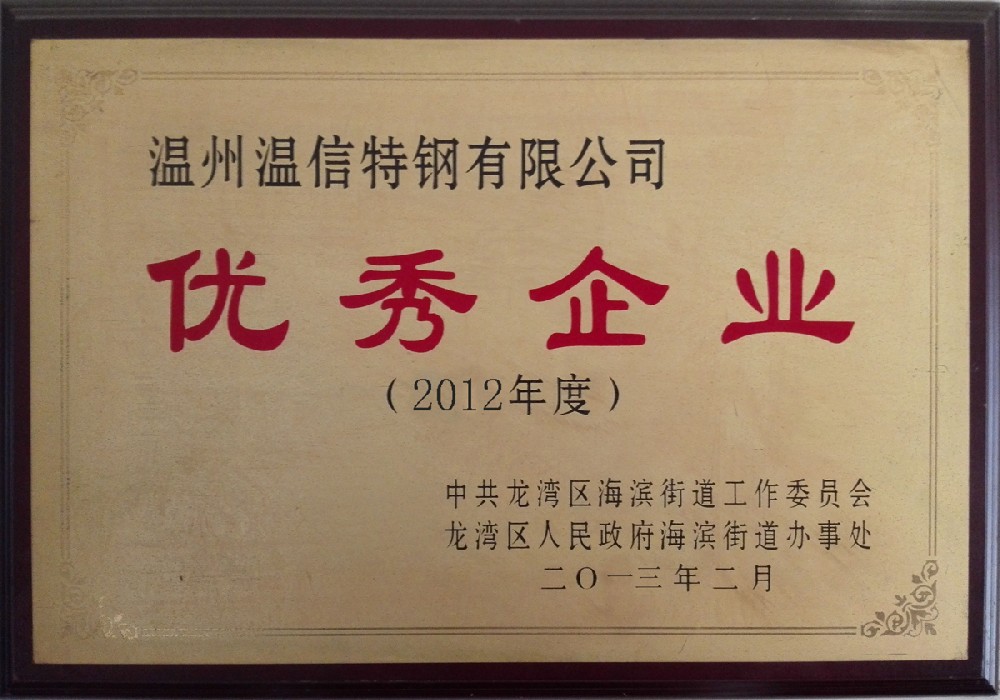 温州温信特钢有限公司
优秀企业
（2012年度）
中共龙湾区海滨街道工作委员会
龙湾区人民政府海滨街道办事处
二〇一三年二月